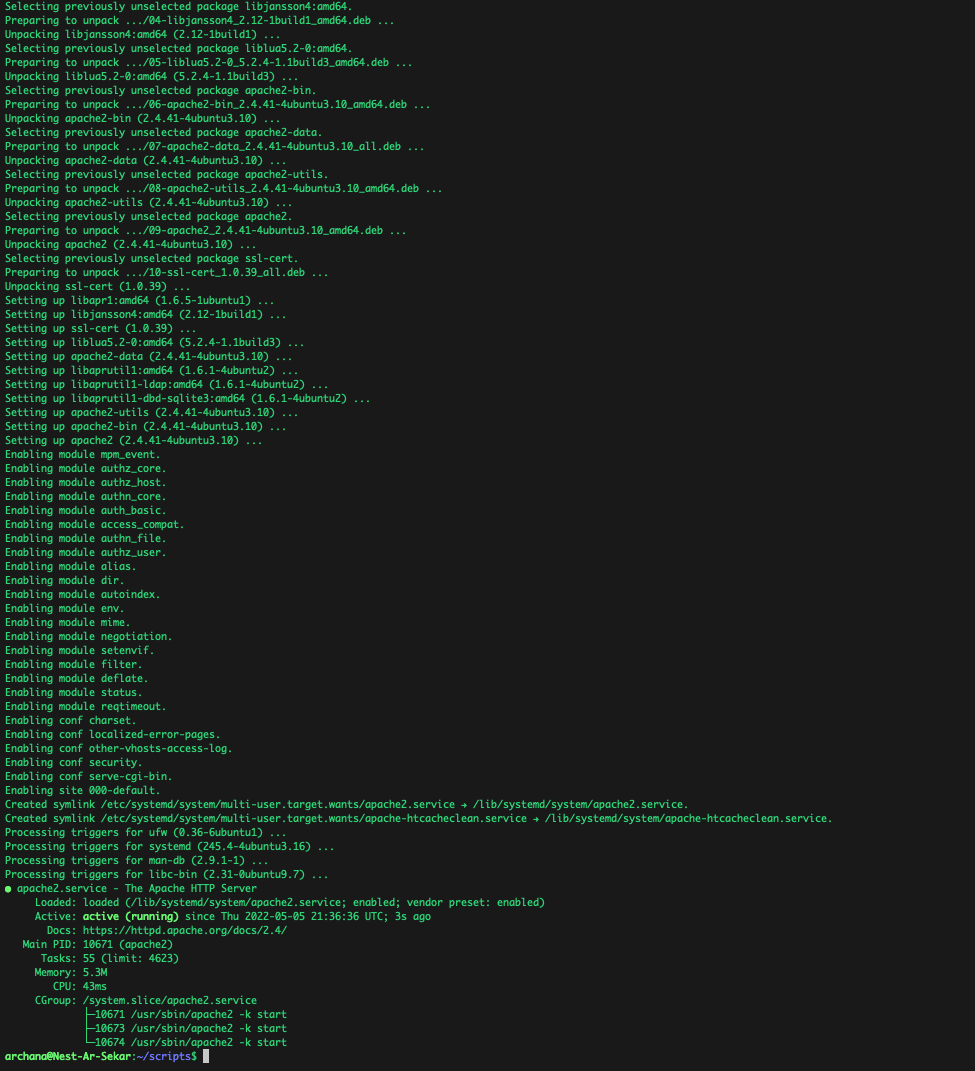 Selecting previously unselected package libjansson4:amd64.
Preparing to unpack .../04-libjansson4_2.12-1build1_amd64.deb ...
Unpacking libjansson4:amd64 (2.12-1build1) ...
Selecting previously unselected package liblua5.2-0:amd64.
Preparing to unpack .../05-liblua5.2-0_5.2.4-1.1build3_amd64.deb ...
Unpacking liblua5.2-0:amd64 (5.2.4-1.1build3) ...
Selecting previously unselected package apache2-bin.
Preparing to unpack .../06-apache2-bin_2.4.41-4ubuntu3.10_amd64.deb ...
Unpacking apache2-bin (2.4.41-4ubuntu3.10) ...
Selecting previously unselected package apache2-data.
Preparing to unpack .../07-apache2-data_2.4.41-4ubuntu3.10_all.deb ...
Unpacking apache2-data (2.4.41-4ubuntu3.10) ...
Selecting previously unselected package apache2-utils.
Preparing to unpack .../08-apache2-utils_2.4.41-4ubuntu3.10_amd64.deb ...
Unpacking apache2-utils (2.4.41-4ubuntu3.10) ...
Selecting previously unselected package apache2.
Preparing to unpack .../09-apache2_2.4.41-4ubuntu3.10_amd64.deb ...
Unpacking apache2 (2.4.41-4ubuntu3.10) ...
Selecting previously unselected package ssl-cert.
Preparing to unpack .../10-ssl-cert_1.0.39_all.deb ...
Unpacking ssl-cert (1.0.39) ...
Setting up libapr1:amd64 (1.6.5-1ubuntu1) ...
Setting up libjansson4:amd64 (2.12-1build1) ...
Setting up ssl-cert (1.0.39) ...
Setting up liblua5.2-0:amd64 (5.2.4-1.1build3) ...
Setting up apache2-data (2.4.41-4ubuntu3.10) ...
Setting up libaprutil1:amd64 (1.6.1-4ubuntu2) ...
Setting up libaprutil1-ldap:amd64 (1.6.1-4ubuntu2) ...
Setting up libaprutil1-dbd-sqlite3:amd64 (1.6.1-4ubuntu2) ...
Setting up apache2-utils (2.4.41-4ubuntu3.10) ...
Setting up apache2-bin (2.4.41-4ubuntu3.10) ...
Setting up apache2 (2.4.41-4ubuntu3.10) ...
Enabling module mpm_event.
Enabling module authz_core.
Enabling module authz_host.
Enabling module authn_core.
Enabling module auth_basic.
Enabling module access_compat.
Enabling module authn_file.
Enabling module authz_user.
Enabling module alias.
Enabling module dir.
Enabling module autoindex.
Enabling module env.
Enabling module mime.
Enabling module negotiation.
Enabling module setenvif.
Enabling module filter.
Enabling module deflate.
Enabling module status.
Enabling module reqtimeout.
Enabling conf charset.
Enabling conf localized-error-pages.
Enabling conf other-vhosts-access-log.
Enabling conf security.
Enabling conf serve-cgi-bin.
Enabling site 000-default.
Created symlink /etc/systemd/system/multi-user.target.wants/apache2.service → /lib/systemd/system/apache2.service.
Created symlink /etc/systemd/system/multi-user.target.wants/apache-htcacheclean.service → /lib/systemd/system/apache-htcacheclean.service.
Processing triggers for ufw (0.36-6ubuntu1) ...
Processing triggers for systemd (245.4-4ubuntu3.16) ...
Processing triggers for man-db (2.9.1-1) ...
Processing triggers for libc-bin (2.31-0ubuntu9.7) ...
● apache2.service - The Apache HTTP Server
Loaded: loaded (/lib/systemd/system/apache2.service; enabled; vendor preset: enabled)
Active: active (running) since Thu 2022-05-05 21:36:36 UTC; 3s ago
Docs: https://httpd.apache.org/docs/2.4/
Main PID: 10671 (apache2)
Tasks: 55 (limit: 4623)
Memory: 5.3M
CPU: 43ms
CGroup: /system.slice/apache2.service
├─10671 /usr/sbin/apache2 -k start
├─10673 /usr/sbin/apache2 -k start
└─10674 /usr/sbin/apache2 -k start
archana@Nest-Ar-Sekar:~/scripts$